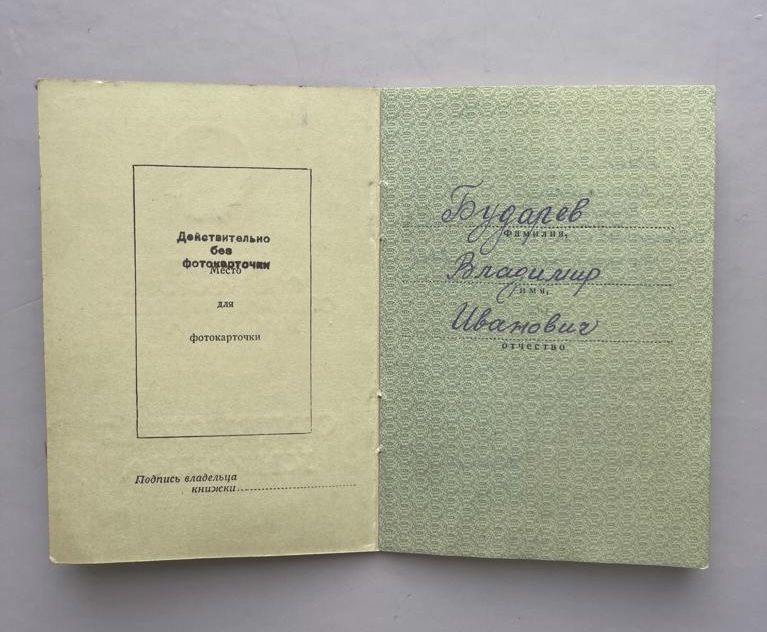 Действительно
без
фотокарточки
Место
для
фотокарточки
Подпись владельца
книжки
Бударев
фамилия,
Владимир
имя,
Иванович
отчество